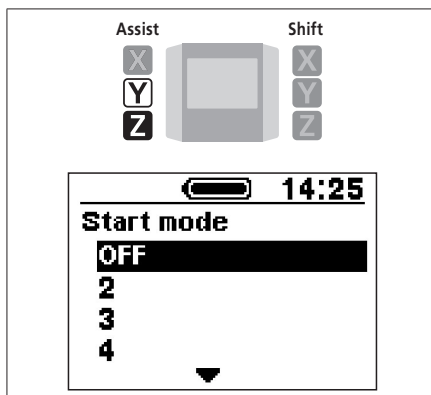 Assist Shift
X X
Y Y
Z Z
14:25
Start mode
OFF
2
3
4